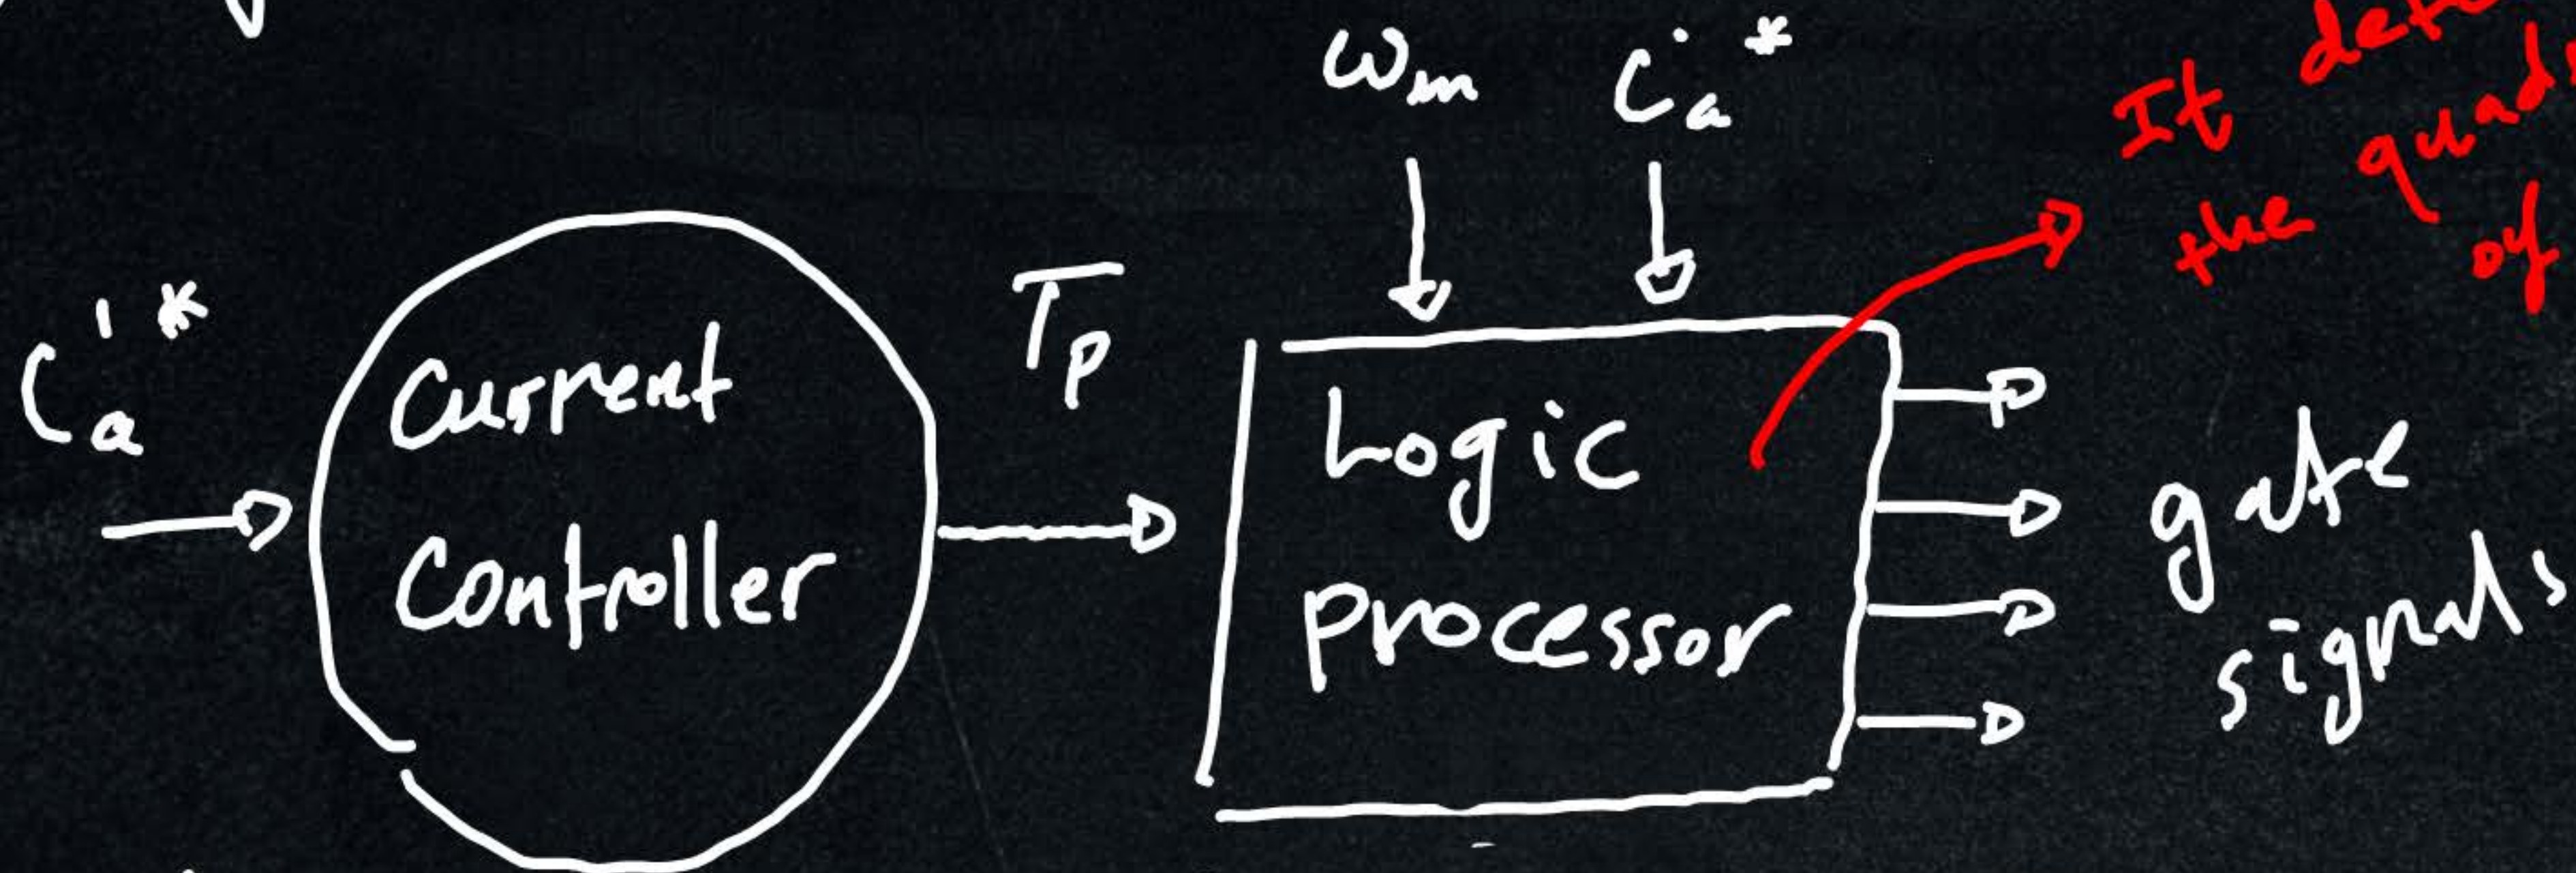 ωm iₐ*
It
the
of
iₐ*
Current
Controller
Tp
Logic
processor
gate
signals